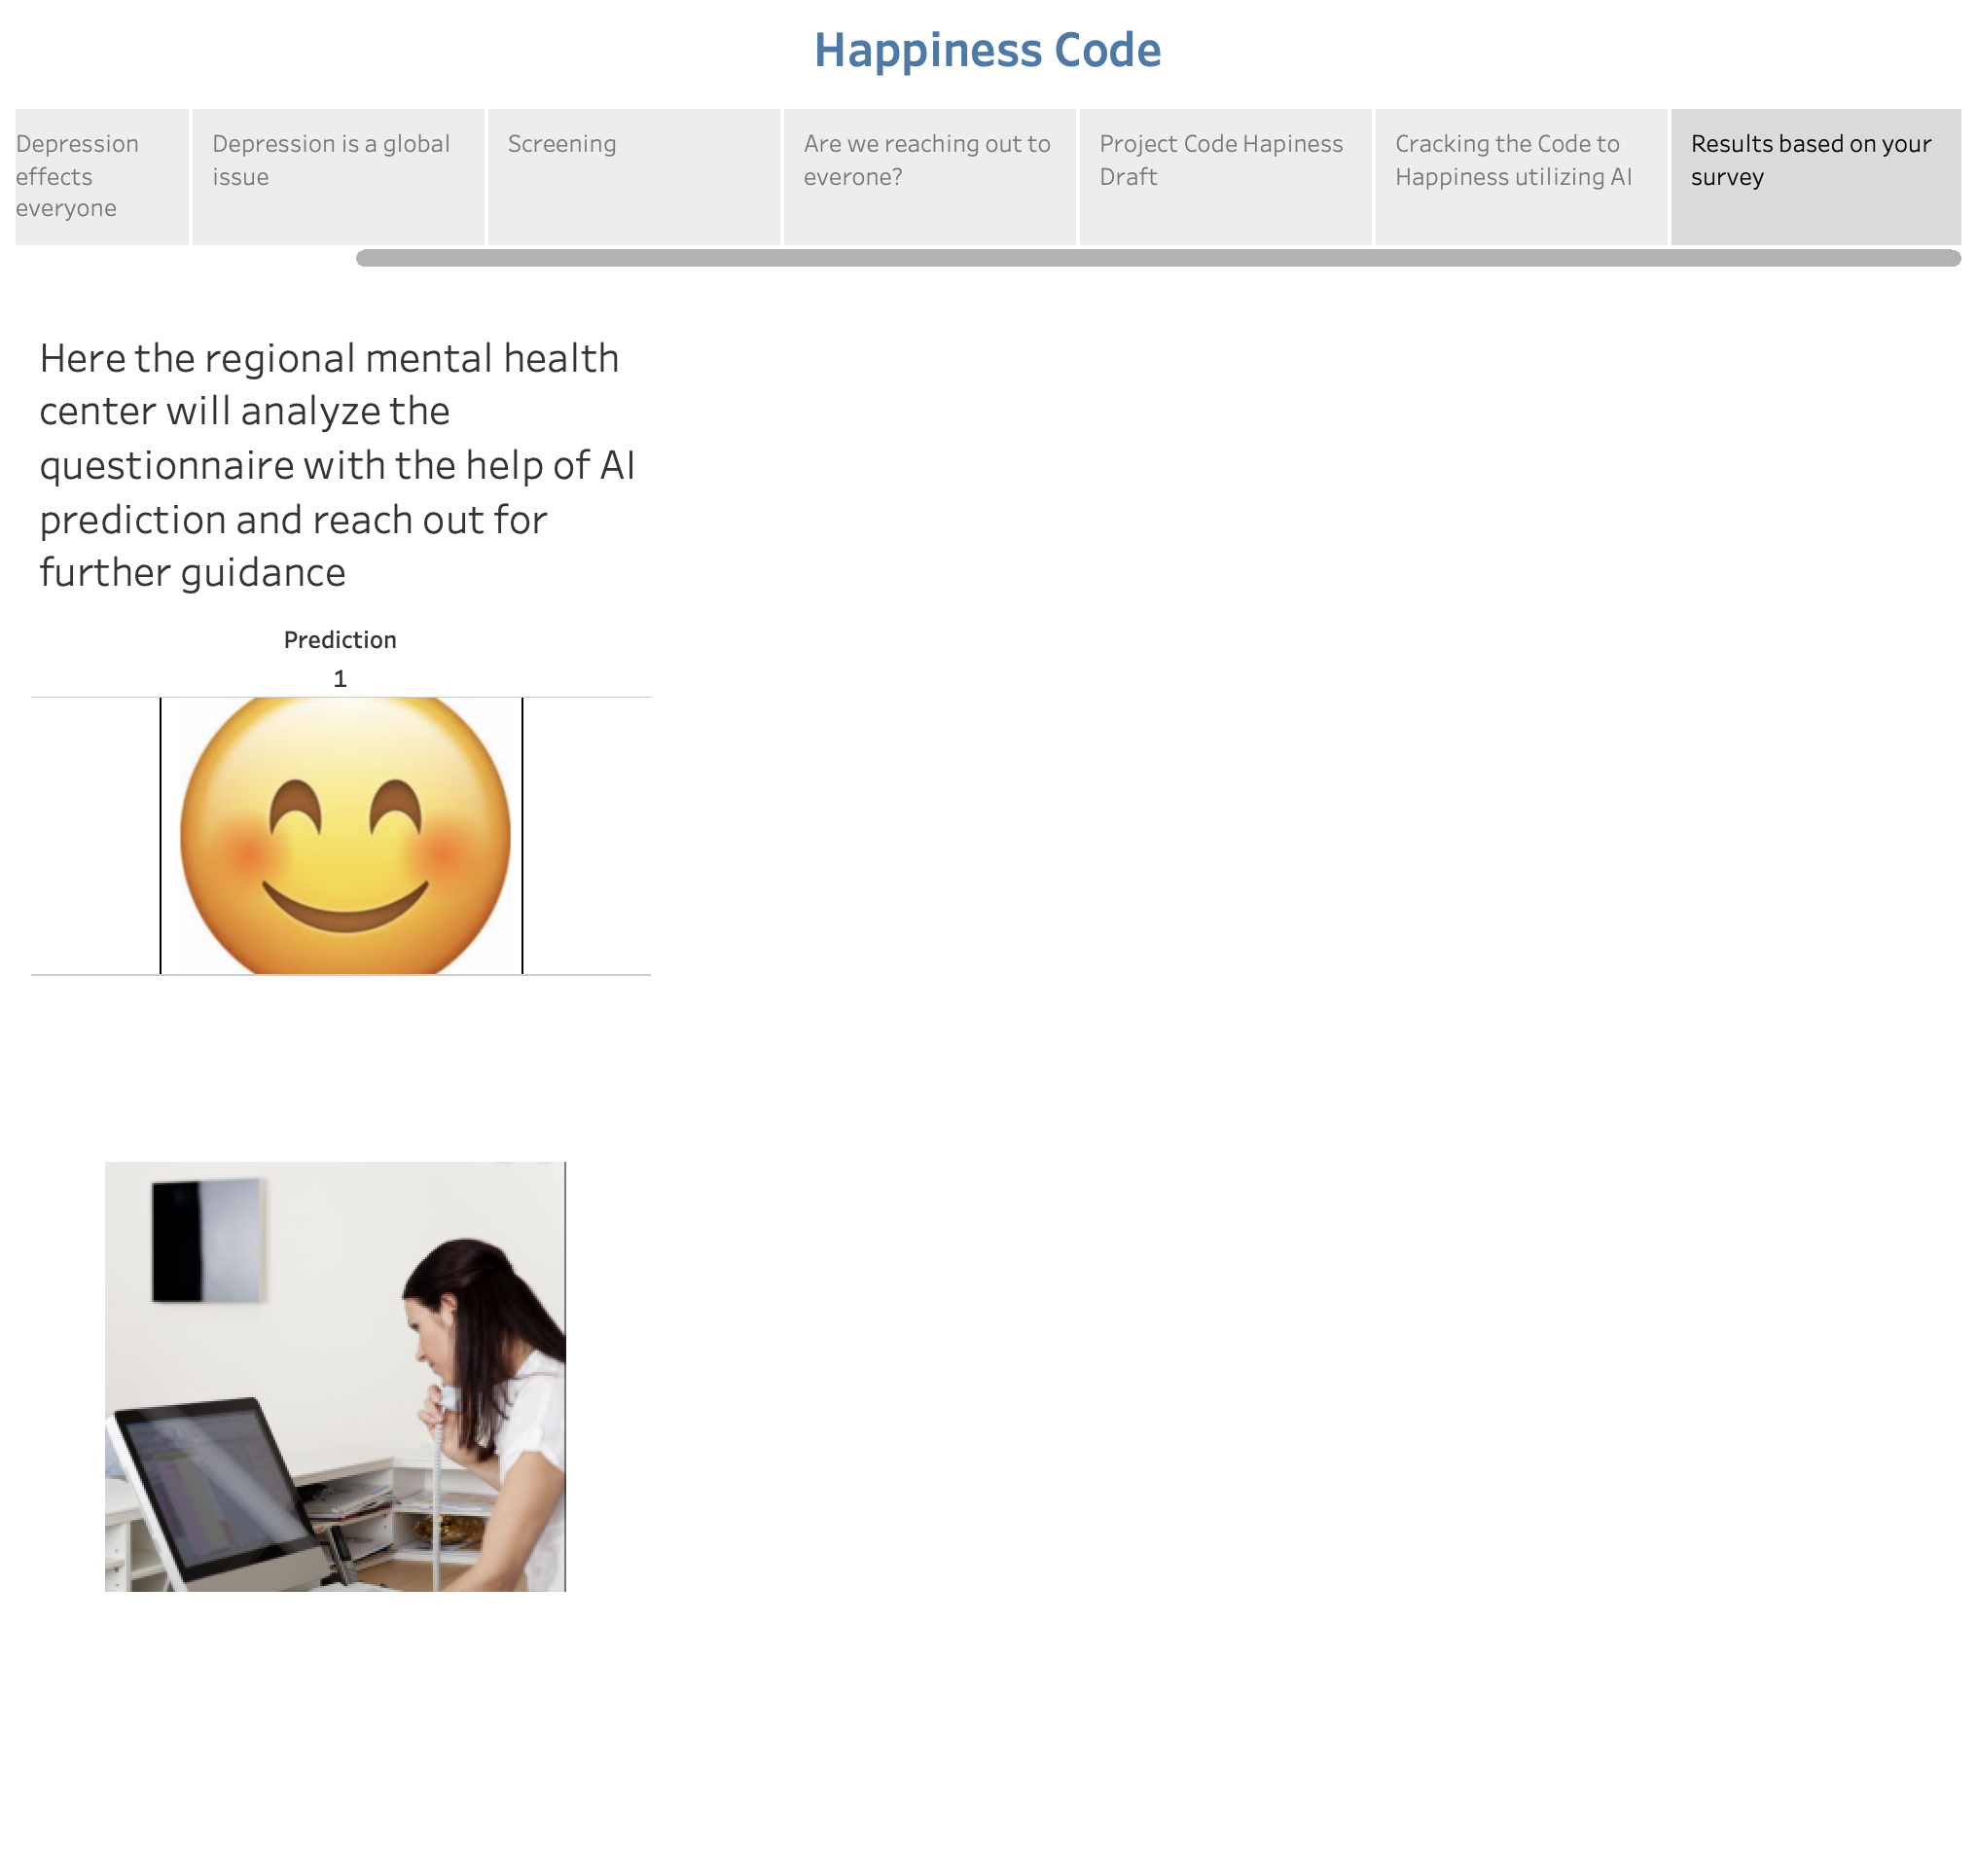 Happiness Code
Depression
effects
everyone
Depression is a global
issue
Screening
Are we reaching out to
everone?
Project Code Hapiness
Draft
Cracking the Code to
Happiness utilizing AI
Results based on your
survey
Here the regional mental health
center will analyze the
questionnaire with the help of AI
prediction and reach out for
further guidance
Prediction
1